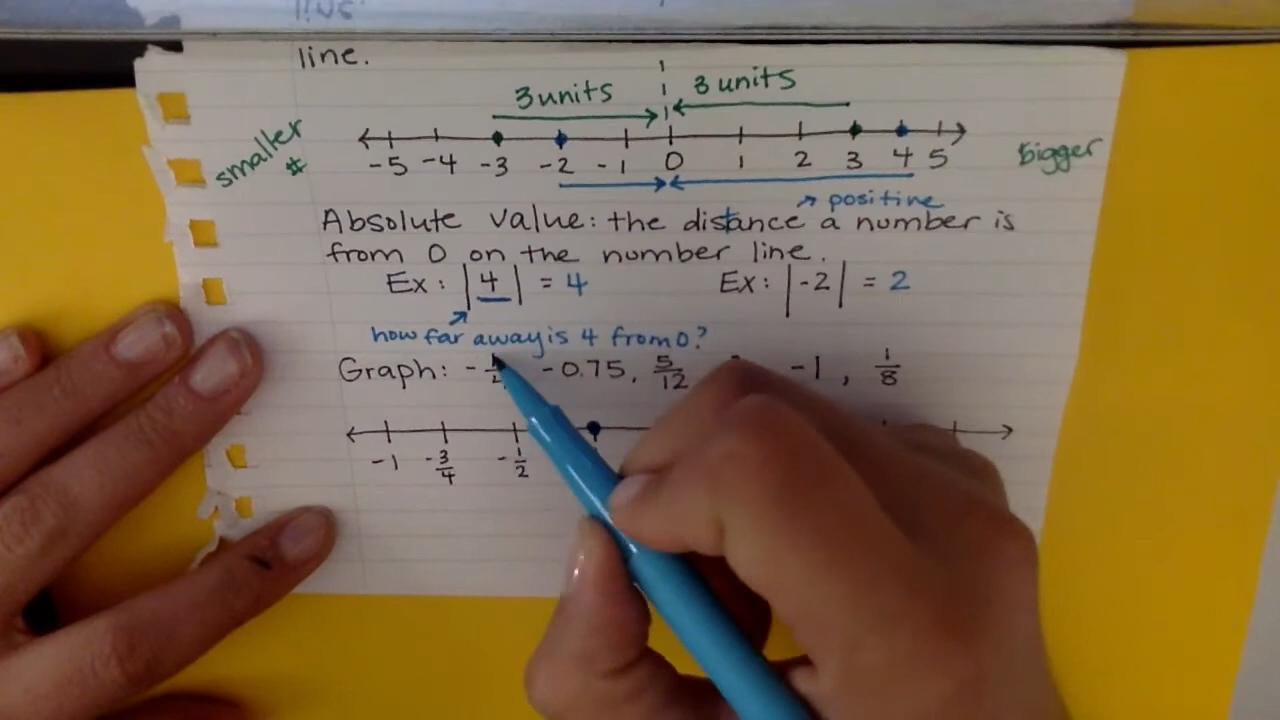 line.
3 units 3 units
smaller # bigger
-5 -4 -3 -2 -1 0 1 2 3 4 5
positive
Absolute value: the distance a number is
from 0 on the number line.
Ex: |4| = 4 Ex: |-2| = 2
how far away is 4 from 0?
Graph: - -0.75, 5/12 -1, 1/8
-1 -3/4 -1/2